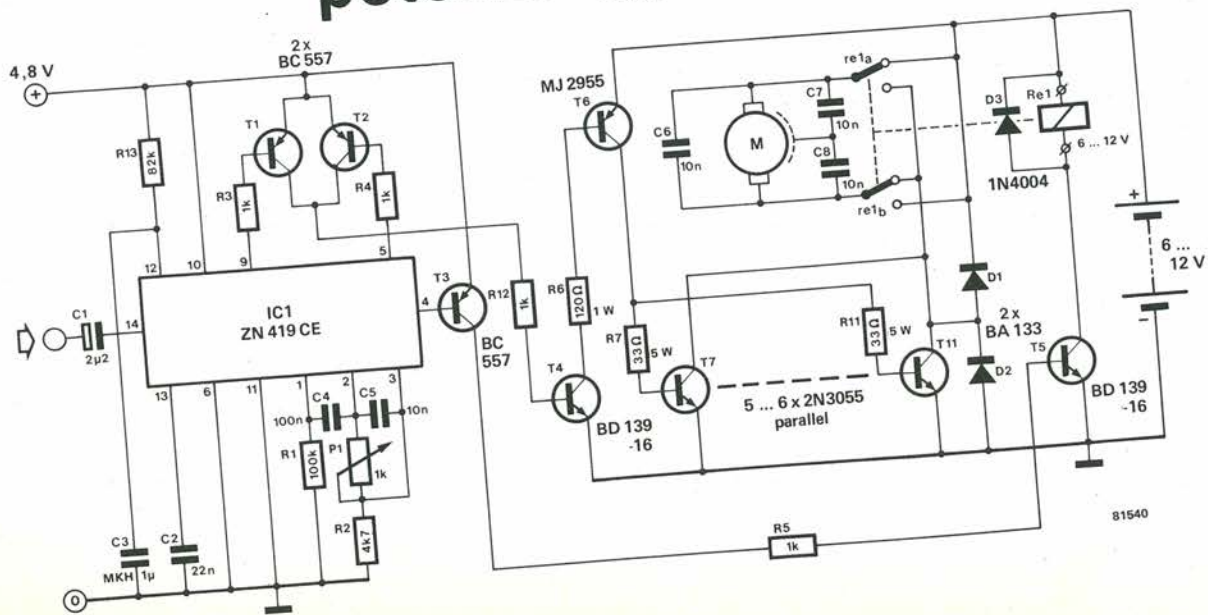 2 x
BC 557
4,8 V
+
T1
T2
R13
82k
R3
1k
R4
1k
12
10
9
5
IC1
ZN 419 CE
14
4
C1
2µ2
13
6
11
1
2
3
T3
BC
557
R12
1k
C4
100n
C5
10n
R1
100k
P1
1k
R2
4k7
C3
MKH
1µ
C2
22n
0
MJ 2955
T6
C6
10n
M
C7
10n
C8
10n
re1a
re1b
D3
1N4004
Re1
6 ... 12 V
+
6 ...
12 V
-
R6
120Ω
1 W
R7
33Ω
5 W
R11
33Ω
5 W
T4
BD 139
-16
T7
T11
5 ... 6 x 2N3055
parallel
D1
2 x
BA 133
D2
T5
BD 139
-16
R5
1k
81540